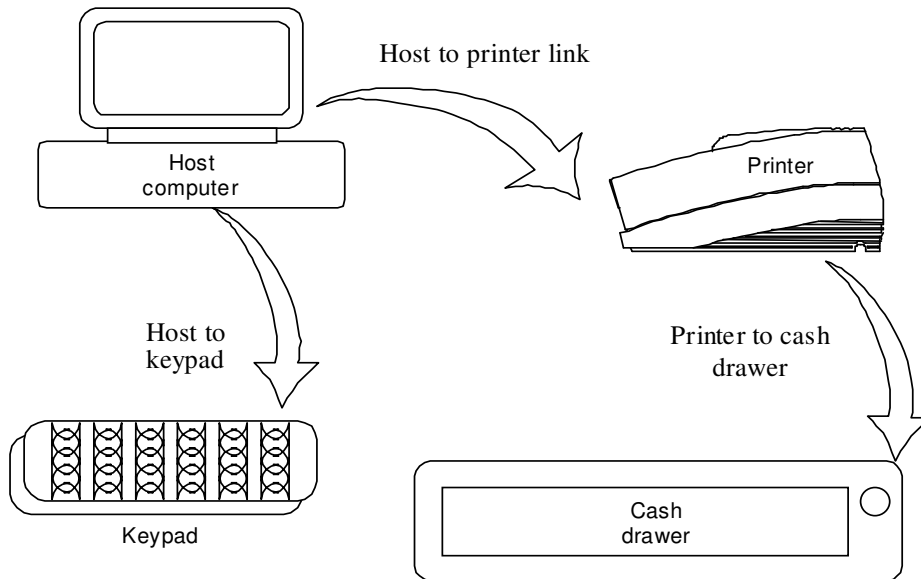 Host to printer link
Host
computer
Printer
Host to
keypad
Printer to cash
drawer
Keypad
Cash
drawer